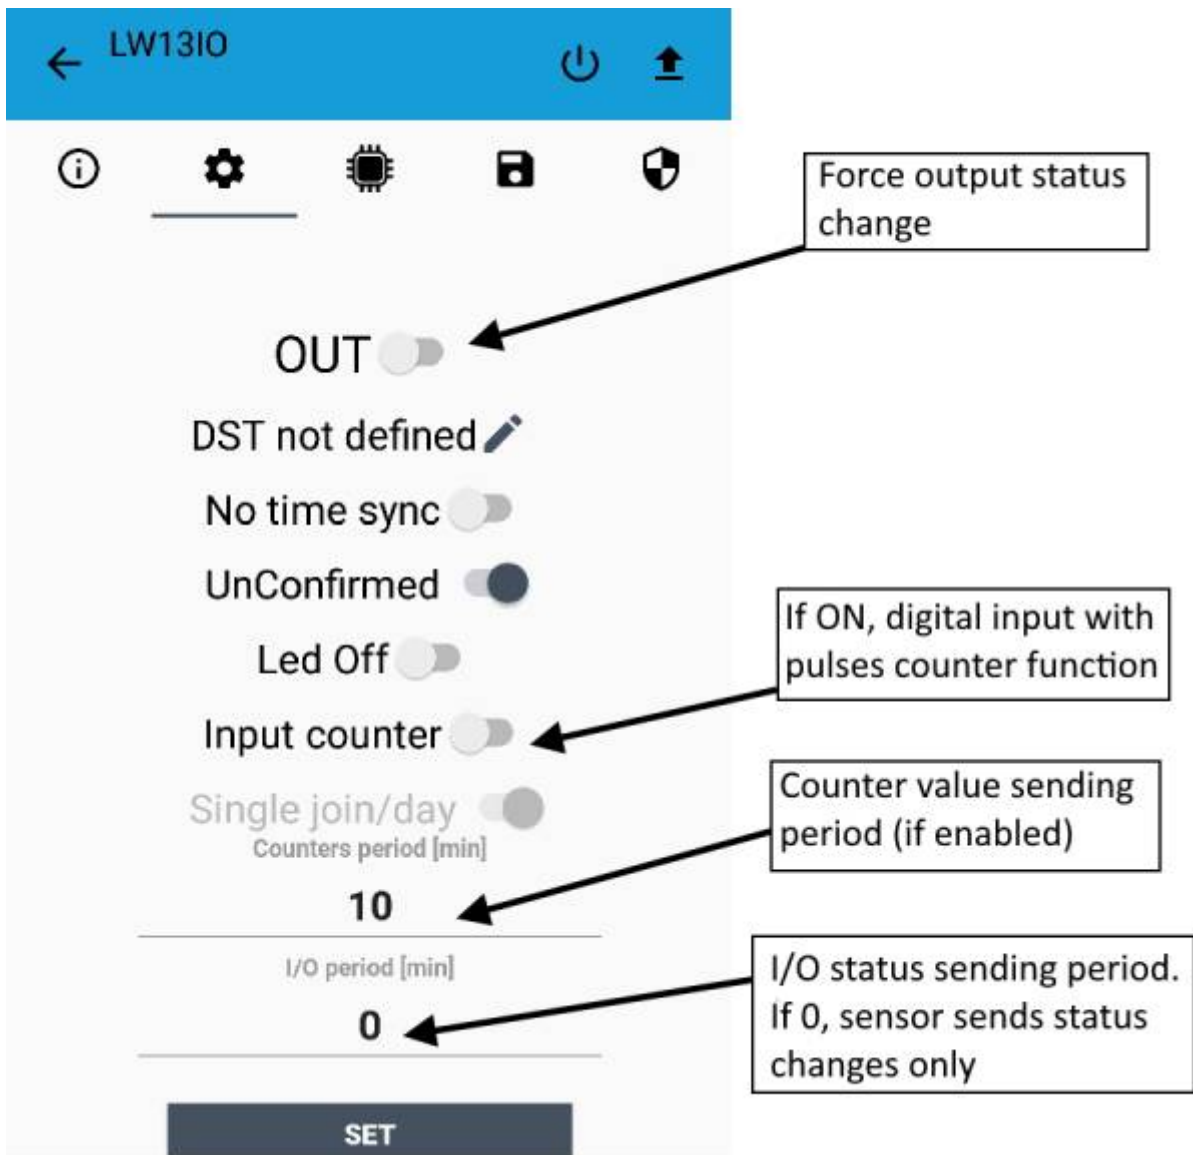 LW13IO
Force output status
change
OUT
DST not defined
No time sync
UnConfirmed
Led Off
If ON, digital input with
pulses counter function
Input counter
Single join/day
Counter value sending
period (if enabled)
Counters period [min]
10
I/O status sending period.
If 0, sensor sends status
changes only
I/O period [min]
0
SET